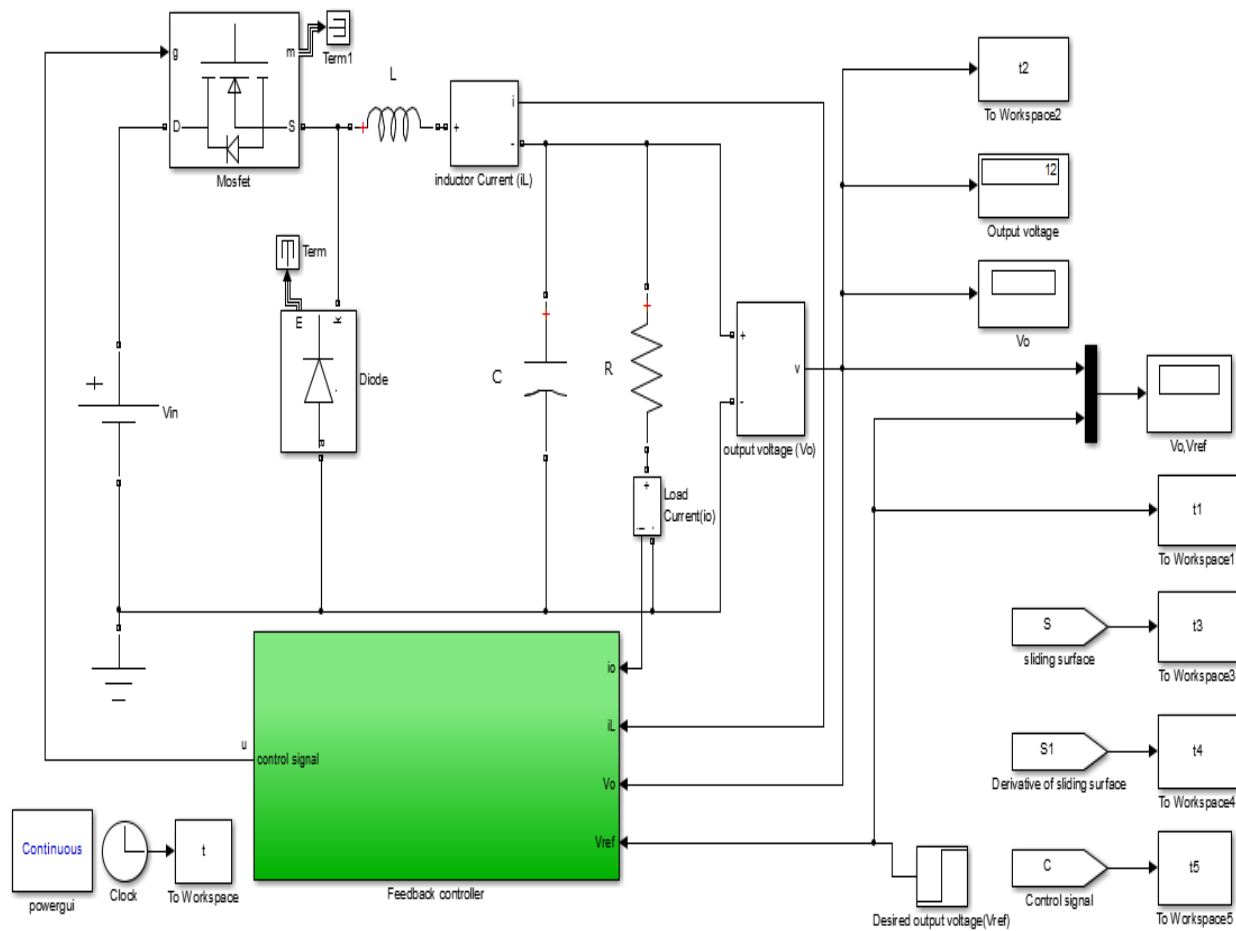 g
m
Term1
D
S
Mosfet
L
+
i
-
inductor Current (iL)
t2
To Workspace2
12
Output voltage
Vo
Term
m
k
a
Diode
+
Vin
C
R
+
-
v
output voltage (Vo)
+
i
-
Load
Current(io)
Vo,Vref
t1
To Workspace1
S
sliding surface
t3
To Workspace3
S1
Derivative of sliding surface
t4
To Workspace4
C
Control signal
t5
To Workspace5
io
iL
Vo
Vref
u
control signal
Feedback controller
Desired output voltage(Vref)
Continuous
powergui
Clock
t
To Workspace